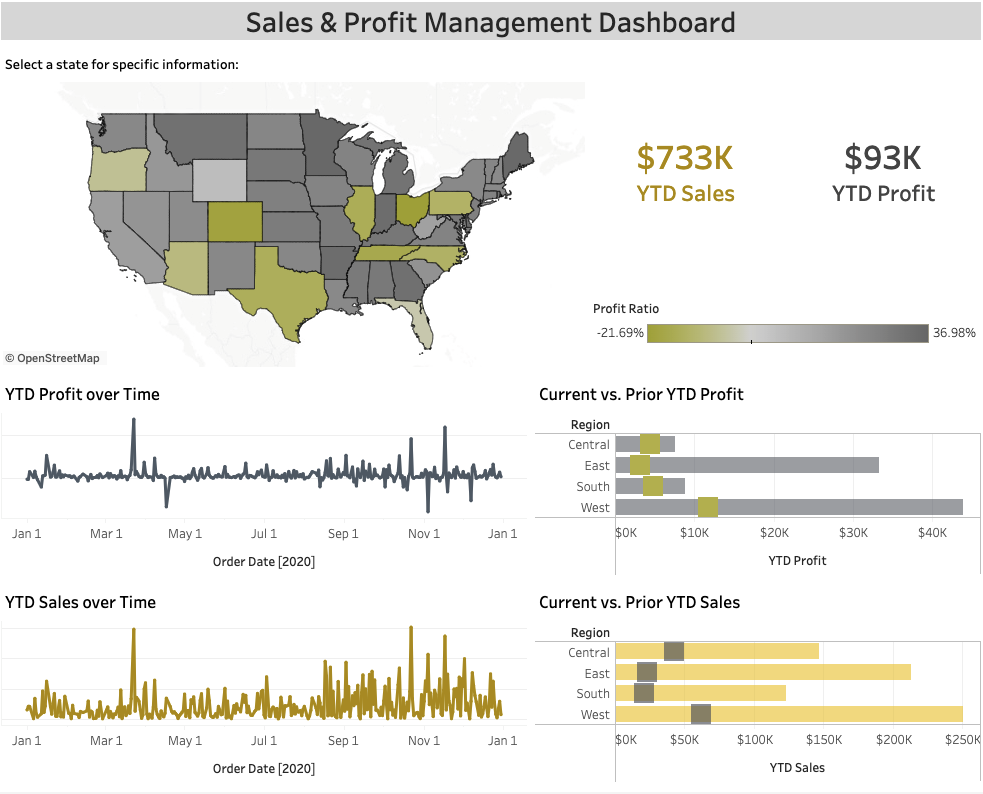 Sales & Profit Management Dashboard
Select a state for specific information:
$733K
YTD Sales
$93K
YTD Profit
Profit Ratio
-21.69%
36.98%
© OpenStreetMap
YTD Profit over Time
Jan 1 Mar 1 May 1 Jul 1 Sep 1 Nov 1 Jan 1
Order Date [2020]
Current vs. Prior YTD Profit
Region
Central
East
South
West
$0K $10K $20K $30K $40K
YTD Profit
YTD Sales over Time
Jan 1 Mar 1 May 1 Jul 1 Sep 1 Nov 1 Jan 1
Order Date [2020]
Current vs. Prior YTD Sales
Region
Central
East
South
West
$0K $50K $100K $150K $200K $250K
YTD Sales